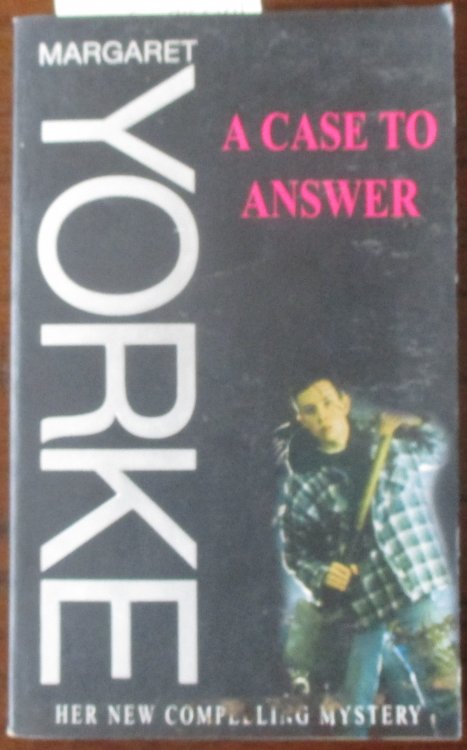 MARGARET
YORKE
A CASE TO
ANSWER
HER NEW COMPELLING MYSTERY